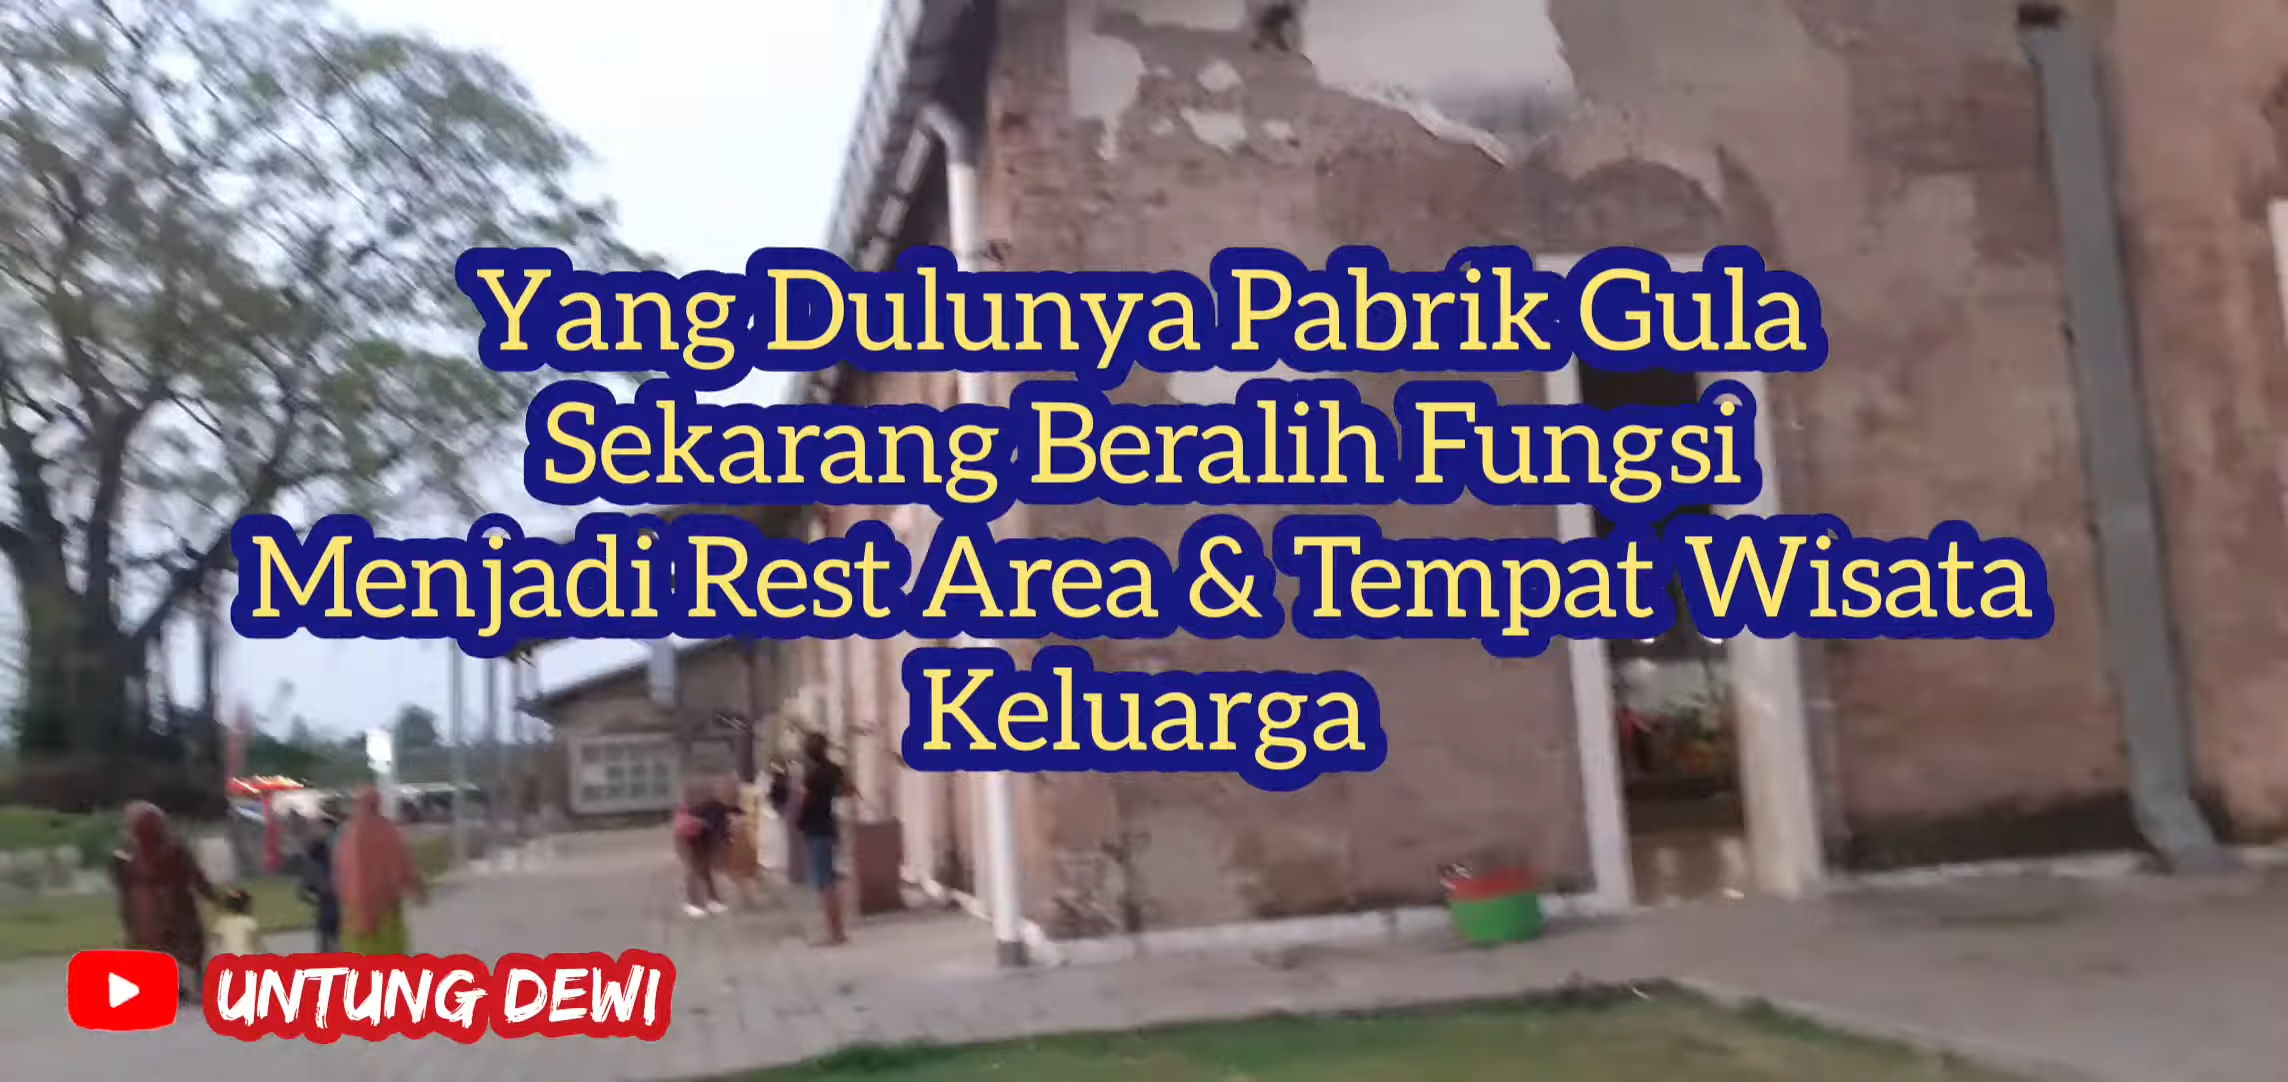 Yang Dulunya Pabrik Gula
Sekarang Beralih Fungsi
Menjadi Rest Area & Tempat Wisata
Keluarga
UNTUNG DEWI